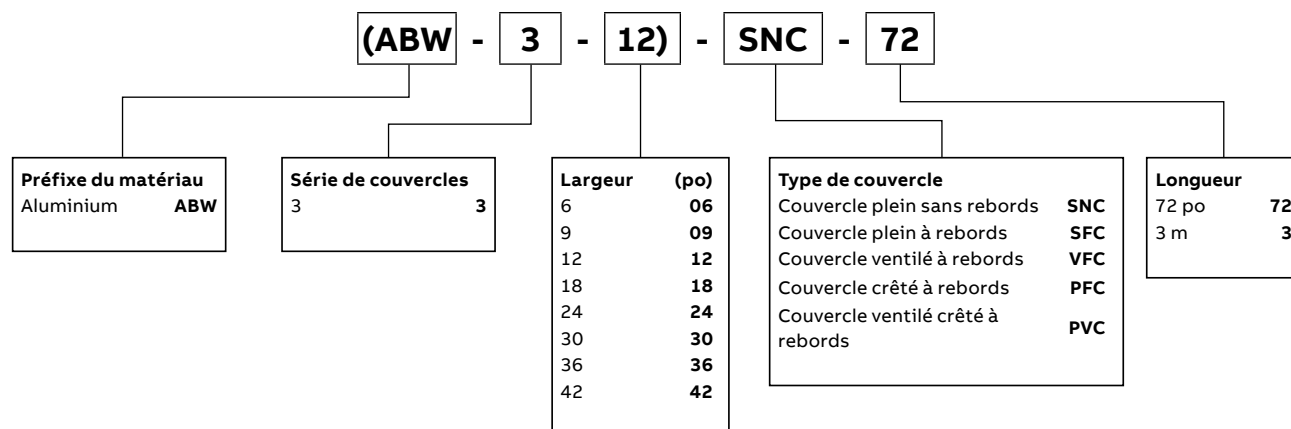 (ABW - 3 - 12) - SNC - 72
Préfixe du matériau
Aluminium ABW
Série de couvercles
3 3
Largeur (po)
6 06
9 09
12 12
18 18
24 24
30 30
36 36
42 42
Type de couvercle
Couvercle plein sans rebords SNC
Couvercle plein à rebords SFC
Couvercle ventilé à rebords VFC
Couvercle crêté à rebords PFC
Couvercle ventilé crêté à
rebords PVC
Longueur
72 po 72
3 m 3